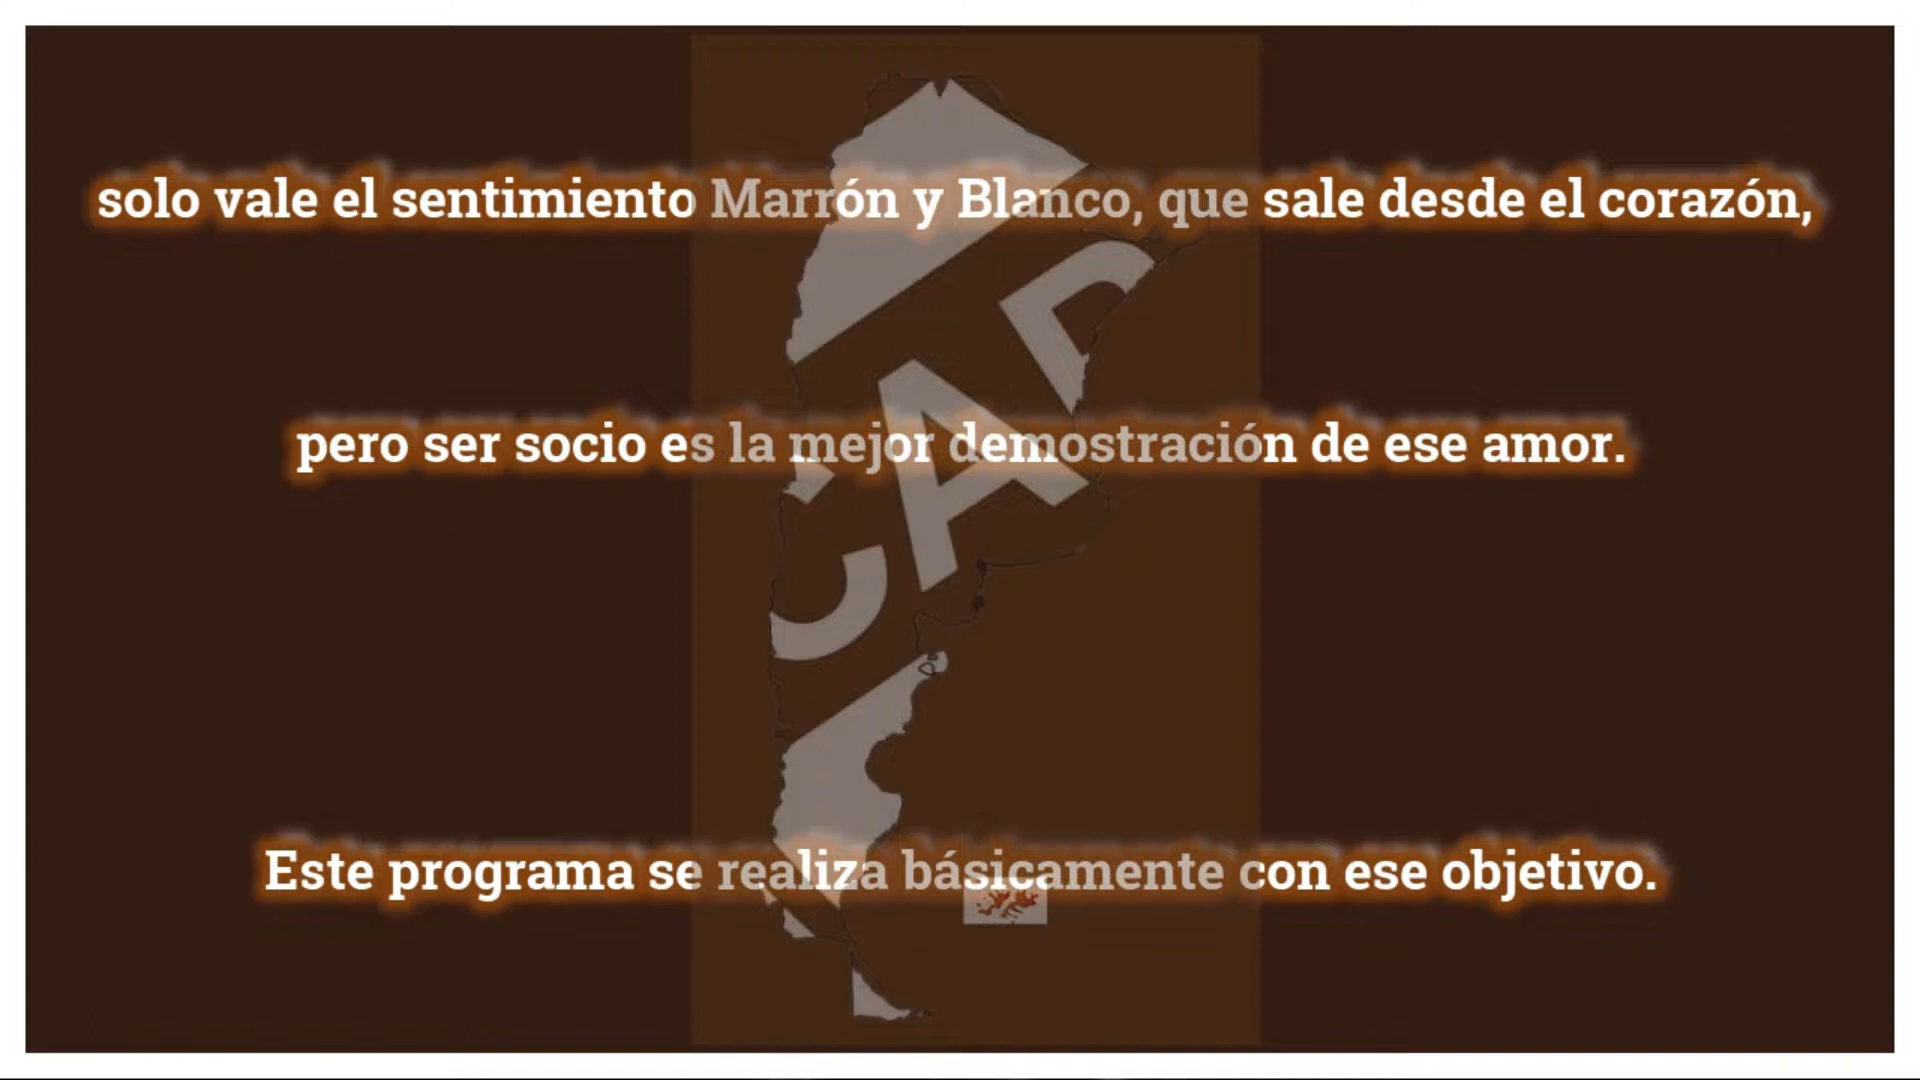 solo vale el sentimiento Marrón y Blanco, que sale desde el corazón,
pero ser socio es la mejor demostración de ese amor.
CAP
Este programa se realiza básicamente con ese objetivo.